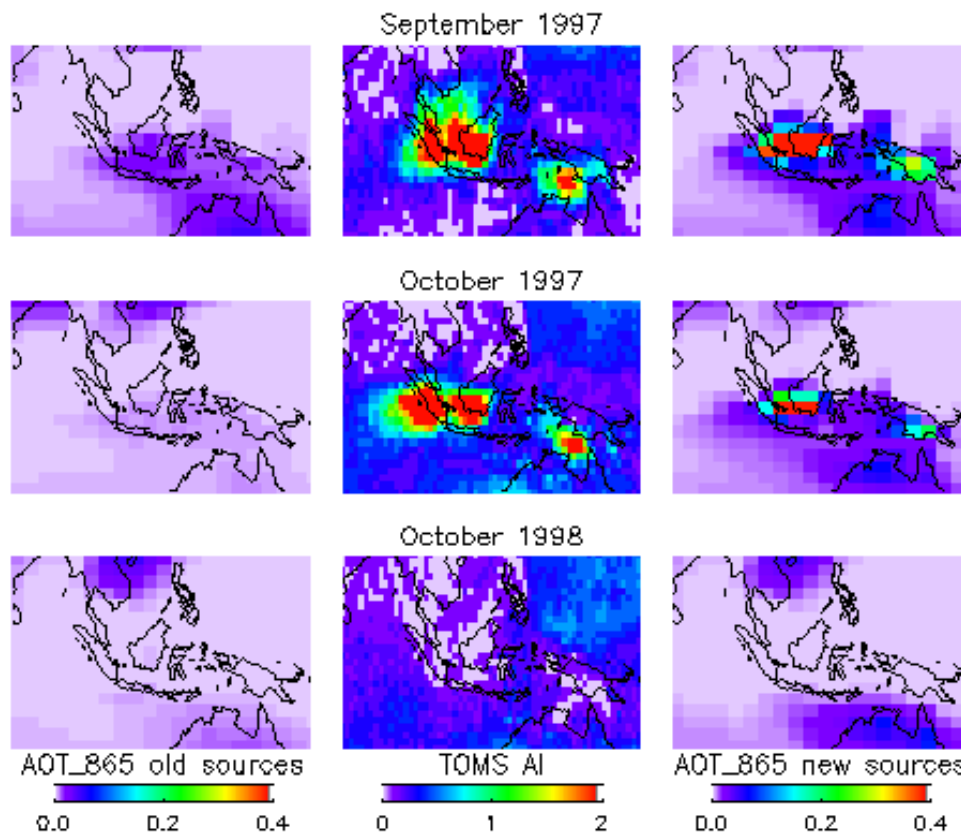 September 1997
October 1997
October 1998
AOT_865 old sources
TOMS AI
AOT_865 new sources
0.0 0.2 0.4
0 1 2
0.0 0.2 0.4